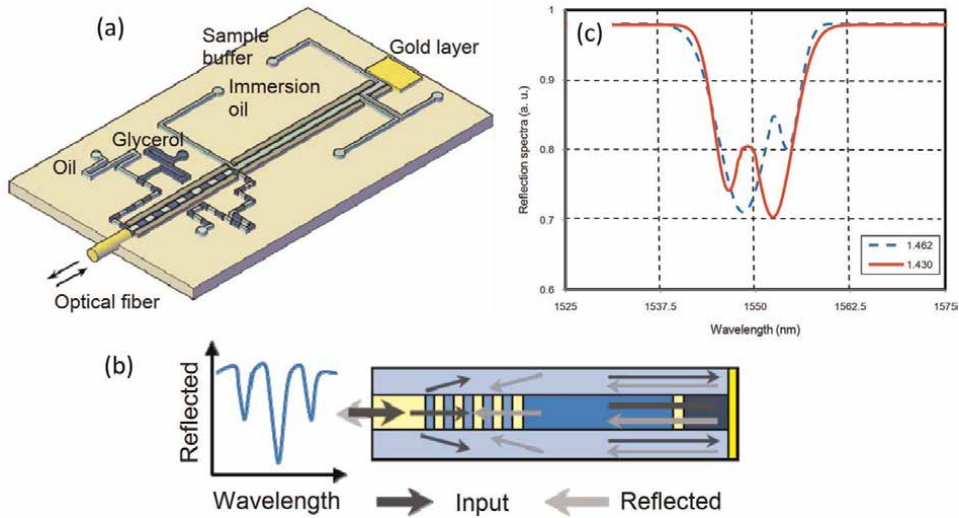 (a)
Sample
buffer
Gold layer
Immersion
oil
Glycerol
Oil
Optical fiber
(c)
1
0.9
0.8
0.7
0.6
Reflection spectra (a. u.)
1525
1537.5
1550
1562.5
1575
Wavelength (nm)
1.462
1.430
(b)
Reflected
Wavelength
Input
Reflected